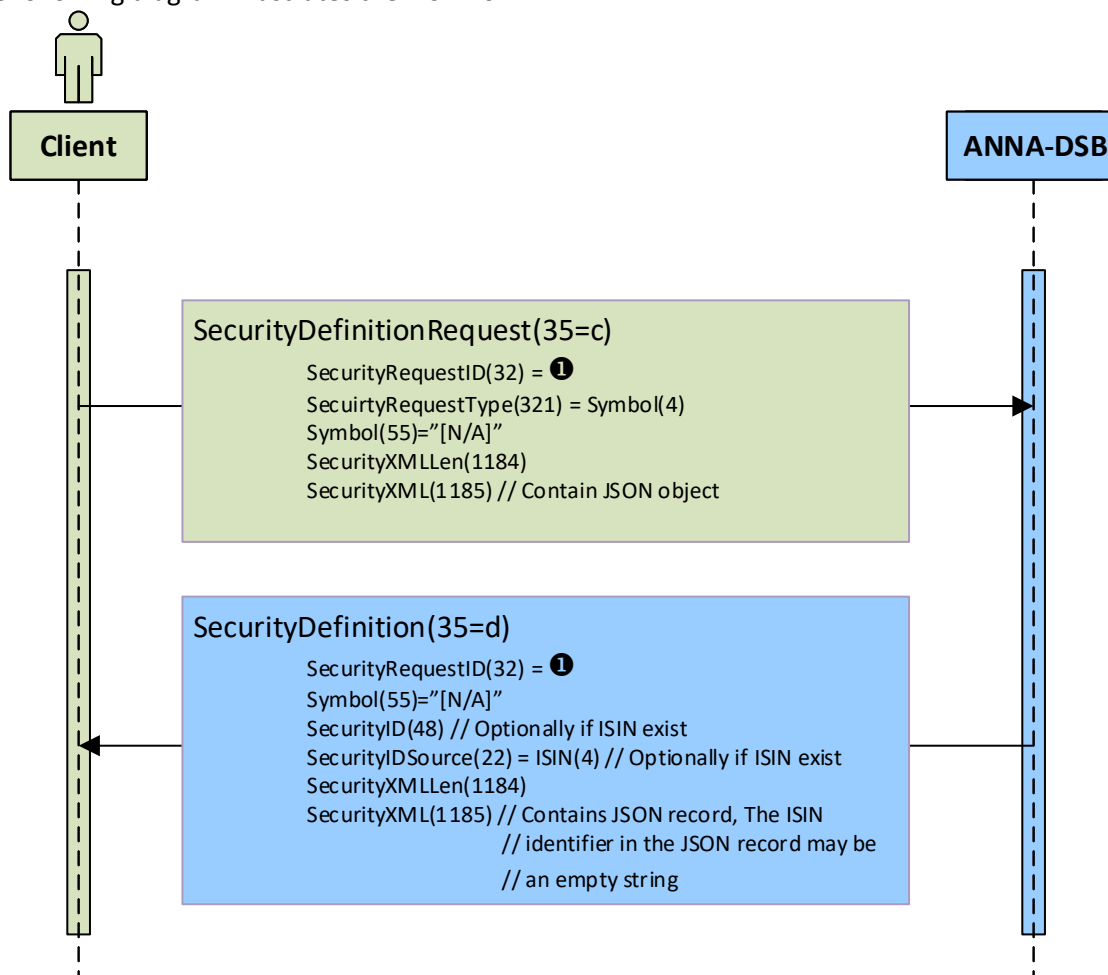 Client
ANNA-DSB
SecurityDefinitionRequest(35=c)
SecurityRequestID(32) = ❶
SecuirtyRequestType(321) = Symbol(4)
Symbol(55)=”[N/A]”
SecurityXMLLen(1184)
SecurityXML(1185) // Contain JSON object
SecurityDefinition(35=d)
SecurityRequestID(32) = ❶
Symbol(55)=”[N/A]”
SecurityID(48) // Optionally if ISIN exist
SecurityIDSource(22) = ISIN(4) // Optionally if ISIN exist
SecurityXMLLen(1184)
SecurityXML(1185) // Contains JSON record, The ISIN
// identifier in the JSON record may be
// an empty string